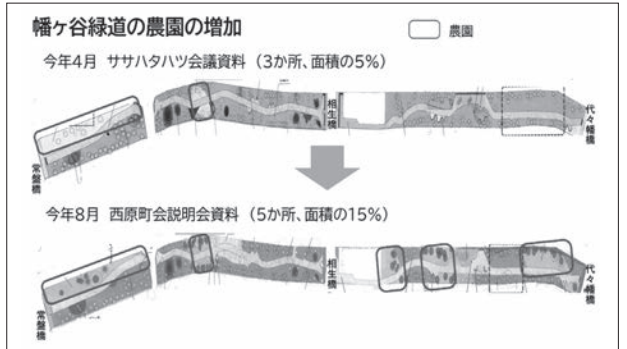 幡ヶ谷緑道の農園の増加
農園
今年4月 ササハタハツ会議資料（3か所、面積の5%）
常盤橋
相生橋
代々幡橋
今年8月 西原町会説明会資料（5か所、面積の15%）
常盤橋
相生橋
代々幡橋